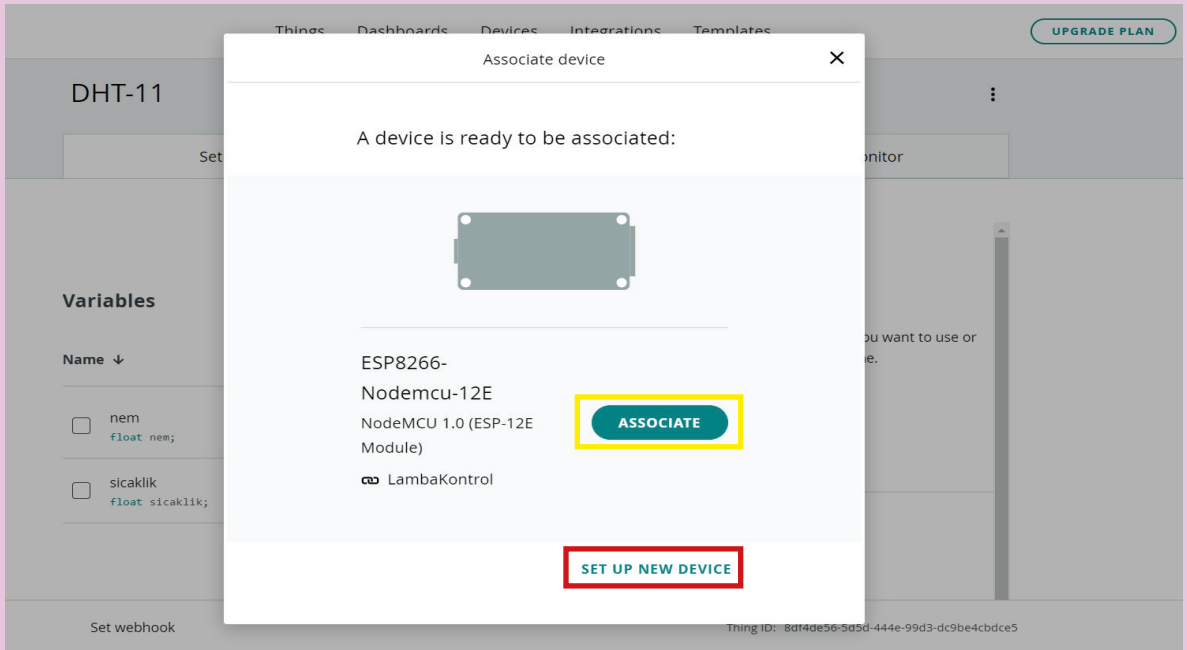 Things Dashboards Devices Integrations Templates
UPGRADE PLAN
Associate device
DHT-11
A device is ready to be associated:
Set
onitor
Variables
ou want to use or
Name
ESP8266-
Nodemcu-12E
NodeMCU 1.0 (ESP-12E
Module)
ASSOCIATE
nem
float nem;
LambaKontrol
sicaklik
float sicaklik;
SET UP NEW DEVICE
Set webhook
Thing ID: 8df4de56-5d5d-444e-99d3-dc9be4cbdce5